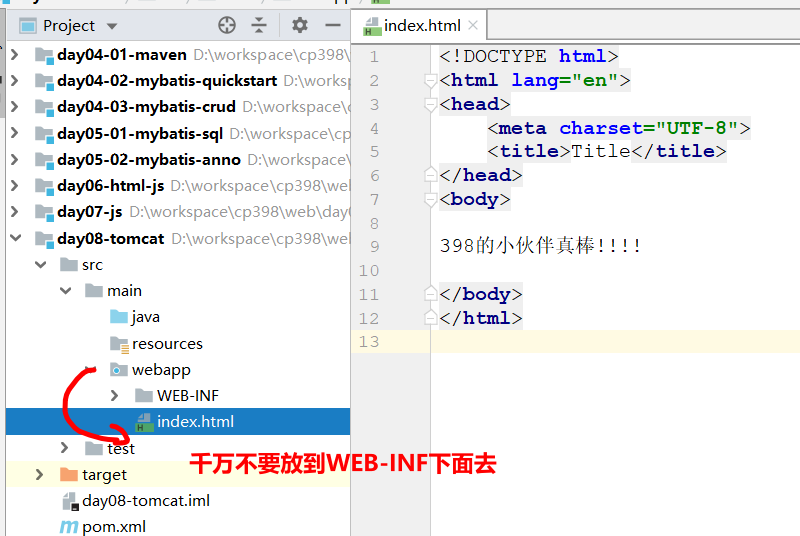 Project
index.html
day04-01-maven D:\workspace\cp398\
day04-02-mybatis-quickstart D:\worksp
day04-03-mybatis-crud D:\workspace\c
day05-01-mybatis-sql D:\workspace\cp
day05-02-mybatis-anno D:\workspace\
day06-html-js D:\workspace\cp398\web
day07-js D:\workspace\cp398\web\day0
day08-tomcat D:\workspace\cp398\we
src
main
java
resources
webapp
WEB-INF
index.html
test
target
day08-tomcat.iml
pom.xml
1 <!DOCTYPE html>
2 <html lang="en">
3 <head>
4 <meta charset="UTF-8">
5 <title>Title</title>
6 </head>
7 <body>
8
9 398的小伙伴真棒!!!!
10
11 </body>
12 </html>
13
千万不要放到WEB-INF下面去